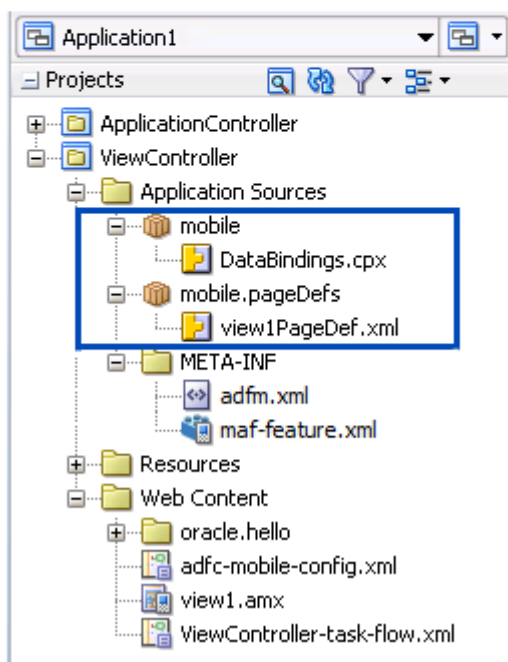 Application1
Projects
ApplicationController
ViewController
Application Sources
mobile
DataBindings.cpx
mobile.pageDefs
view1PageDef.xml
META-INF
adfm.xml
maf-feature.xml
Resources
Web Content
oracle.hello
adfc-mobile-config.xml
view1.amx
ViewController-task-flow.xml